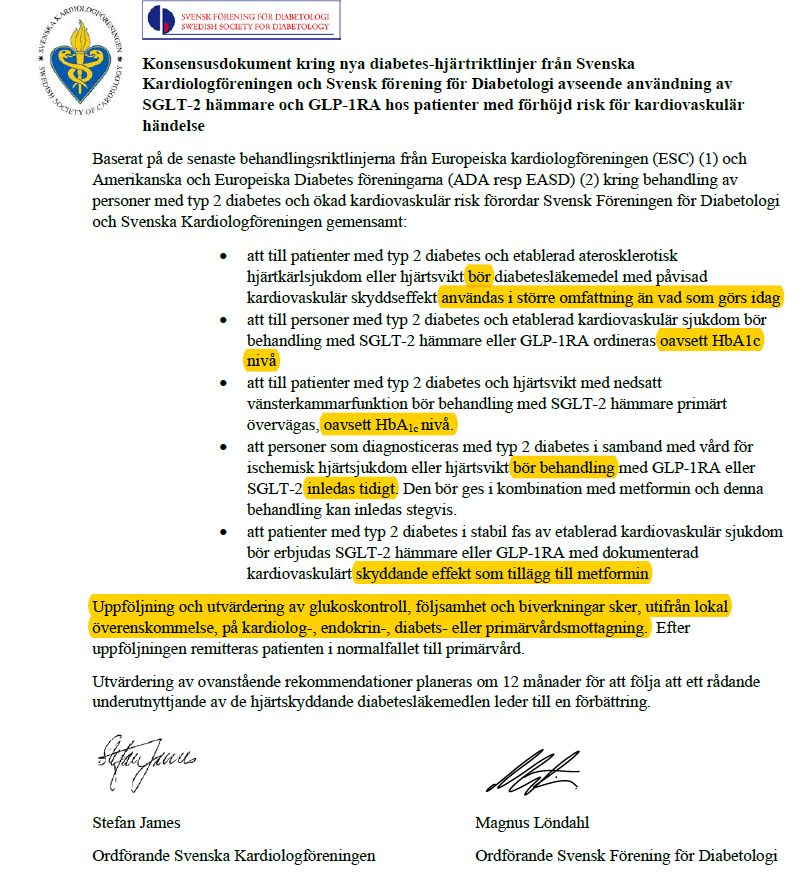 SVENSKA KARDIOLOGFÖRENINGEN
SWEDISH SOCIETY OF CARDIOLOGY
SVENSK FÖRENING FÖR DIABETOLOGI
SWEDISH SOCIETY FOR DIABETOLOGY
Konsensusdokument kring nya diabetes-hjärtriktlinjer från Svenska
Kardiologföreningen och Svensk förening för Diabetologi avseende användning av
SGLT-2 hämmare och GLP-1RA hos patienter med förhöjd risk för kardiovaskulär
händelse
Baserat på de senaste behandlingsriktlinjerna från Europeiska kardiologföreningen (ESC) (1) och
Amerikanska och Europeiska Diabetes föreningarna (ADA resp EASD) (2) kring behandling av
personer med typ 2 diabetes och ökad kardiovaskulär risk förordar Svensk Föreningen för Diabetologi
och Svenska Kardiologföreningen gemensamt:
• att till patienter med typ 2 diabetes och etablerad aterosklerotisk
hjärtkärlsjukdom eller hjärtsvikt bör diabetesläkemedel med påvisad
kardiovaskulär skyddseffekt användas i större omfattning än vad som görs idag
• att till personer med typ 2 diabetes och etablerad kardiovaskulär sjukdom bör
behandling med SGLT-2 hämmare eller GLP-1RA ordineras oavsett HbA1c
nivå
• att till patienter med typ 2 diabetes och hjärtsvikt med nedsatt
vänsterkammarfunktion bör behandling med SGLT-2 hämmare primärt
övervägas, oavsett HbA1c nivå.
• att personer som diagnosticeras med typ 2 diabetes i samband med vård för
ischemisk hjärtsjukdom eller hjärtsvikt bör behandling med GLP-1RA eller
SGLT-2 inledas tidigt. Den bör ges i kombination med metformin och denna
behandling kan inledas stegvis.
• att patienter med typ 2 diabetes i stabil fas av etablerad kardiovaskulär sjukdom
bör erbjudas SGLT-2 hämmare eller GLP-1RA med dokumenterad
kardiovaskulärt skyddande effekt som tillägg till metformin
Uppföljning och utvärdering av glukoskontroll, följsamhet och biverkningar sker, utifrån lokal
överenskommelse, på kardiolog-, endokrin-, diabets- eller primärvårdsmottagning. Efter
uppföljningen remitteras patienten i normalfallet till primärvård.
Utvärdering av ovanstående rekommendationer planeras om 12 månader för att följa att ett rådande
underutnyttjande av de hjärtskyddande diabetesläkemedlen leder till en förbättring.
Stefan James
Stefan James Magnus Löndahl
Ordförande Svenska Kardiologföreningen Ordförande Svensk Förening för Diabetologi